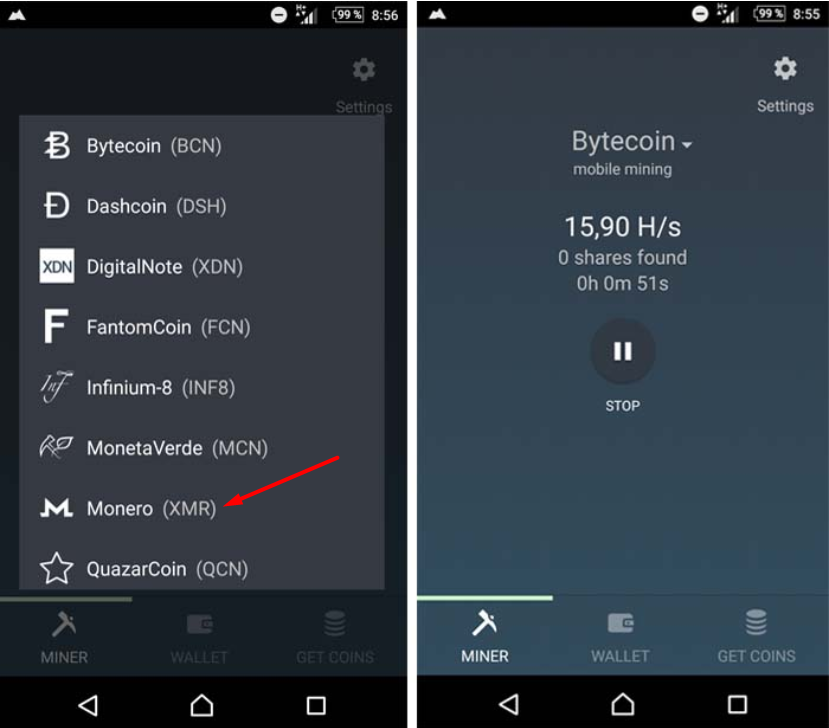 99 % 8:56
Settings
Bytecoin (BCN)
Dashcoin (DSH)
XDN DigitalNote (XDN)
FantomCoin (FCN)
Inf Infinium-8 (INF8)
MonetaVerde (MCN)
Monero (XMR)
QuazarCoin (QCN)
MINER WALLET GET COINS
H+ 99 % 8:55
Settings
Bytecoin
mobile mining
15,90 H/s
0 shares found
0h 0m 51s
STOP
MINER WALLET GET COINS